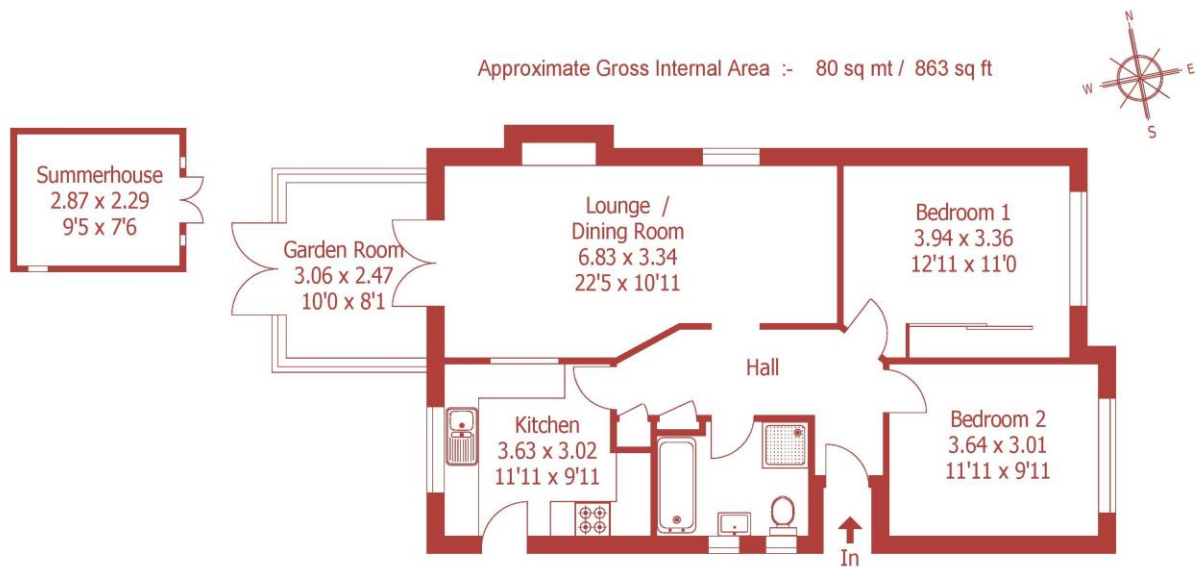 Approximate Gross Internal Area :- 80 sq mt / 863 sq ft
N
W
E
S
Summerhouse
2.87 x 2.29
9'5 x 7'6
Garden Room
3.06 x 2.47
10'0 x 8'1
Lounge /
Dining Room
6.83 x 3.34
22'5 x 10'11
Bedroom 1
3.94 x 3.36
12'11 x 11'0
Hall
Kitchen
3.63 x 3.02
11'11 x 9'11
Bedroom 2
3.64 x 3.01
11'11 x 9'11
In